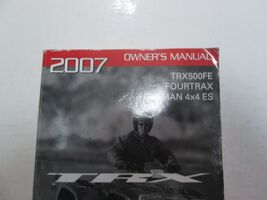 2007
OWNER'S MANUAL
TRX500FE
FOURTRAX
MAN 4x4 ES
TRX